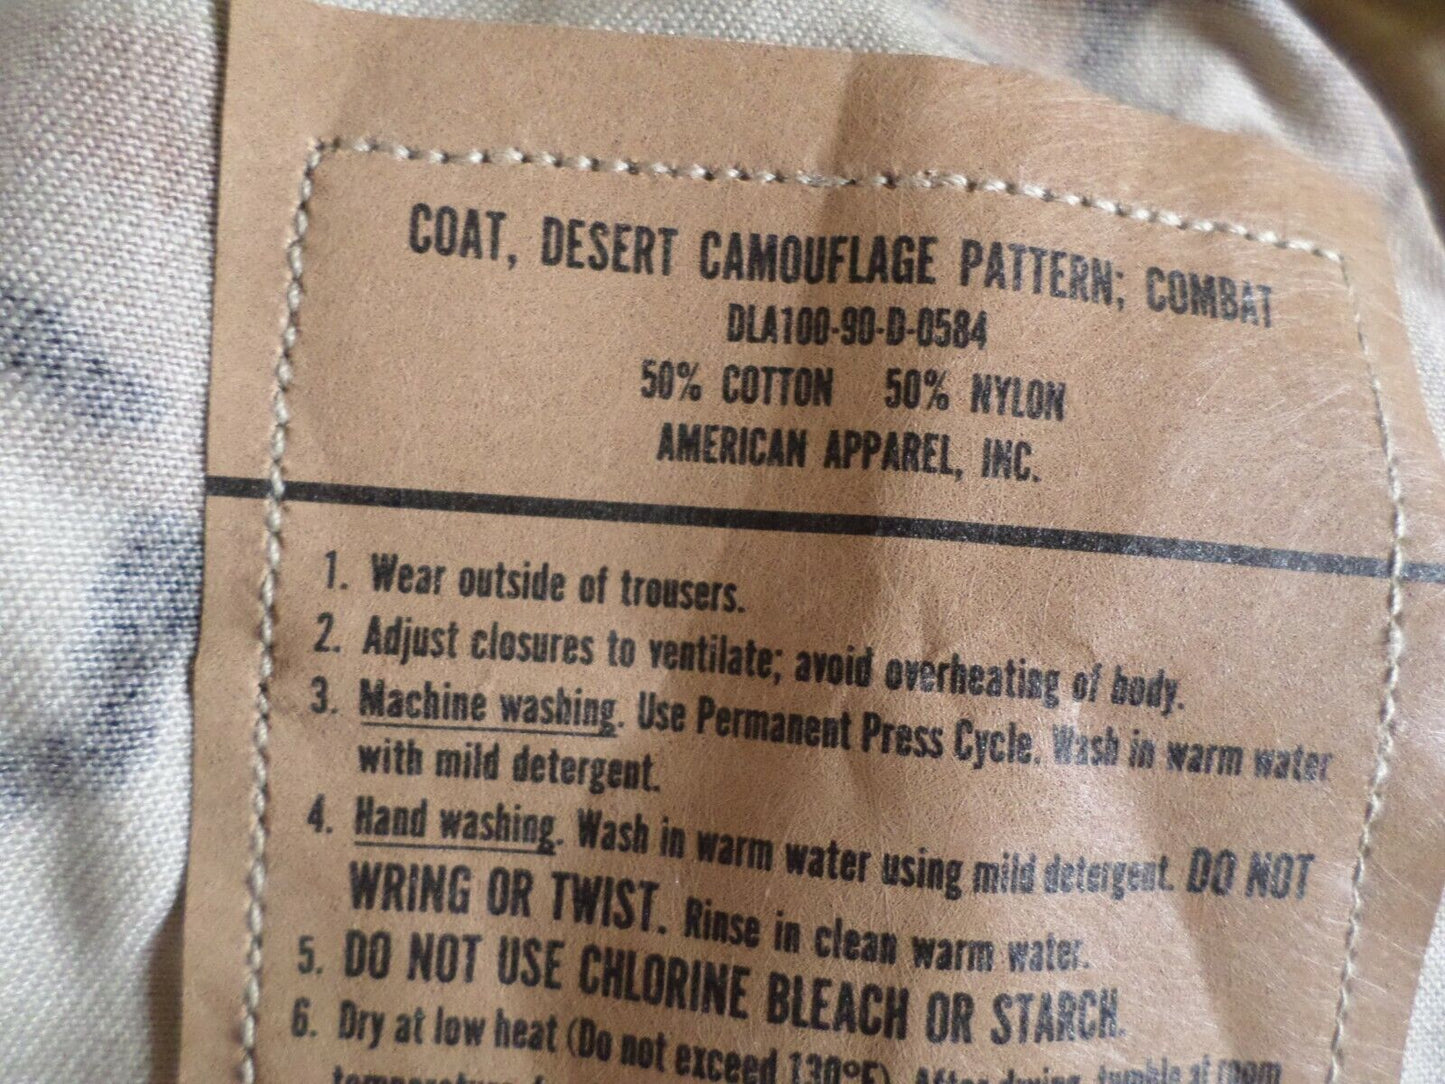 COAT, DESERT CAMOUFLAGE PATTERN; COMBAT
DLA100-90-D-0584
50% COTTON 50% NYLON
AMERICAN APPAREL, INC.
1. Wear outside of trousers.
2. Adjust closures to ventilate; avoid overheating of body.
3. Machine washing. Use Permanent Press Cycle. Wash in warm water
with mild detergent.
4. Hand washing. Wash in warm water using mild detergent. DO NOT
WRING OR TWIST. Rinse in clean warm water.
5. DO NOT USE CHLORINE BLEACH OR STARCH.
6. Dry at low heat (Do not exceed 130°F). After drying, tumble at room
temperature